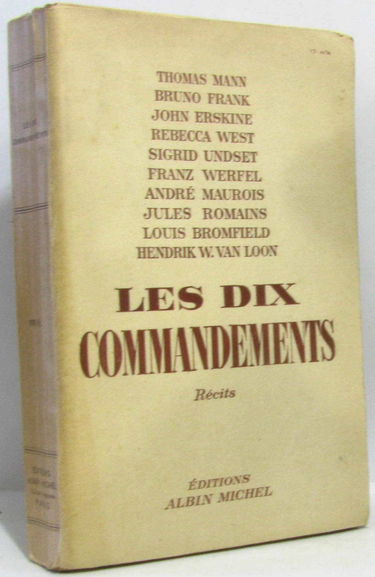 THOMAS MANN
BRUNO FRANK
JOHN ERSKINE
REBECCA WEST
SIGRID UNDSET
FRANZ WERFEL
ANDRÉ MAUROIS
JULES ROMAINS
LOUIS BROMFIELD
HENDRIK W. VAN LOON
LES DIX
COMMANDEMENTS
Récits
ÉDITIONS
ALBIN MICHEL